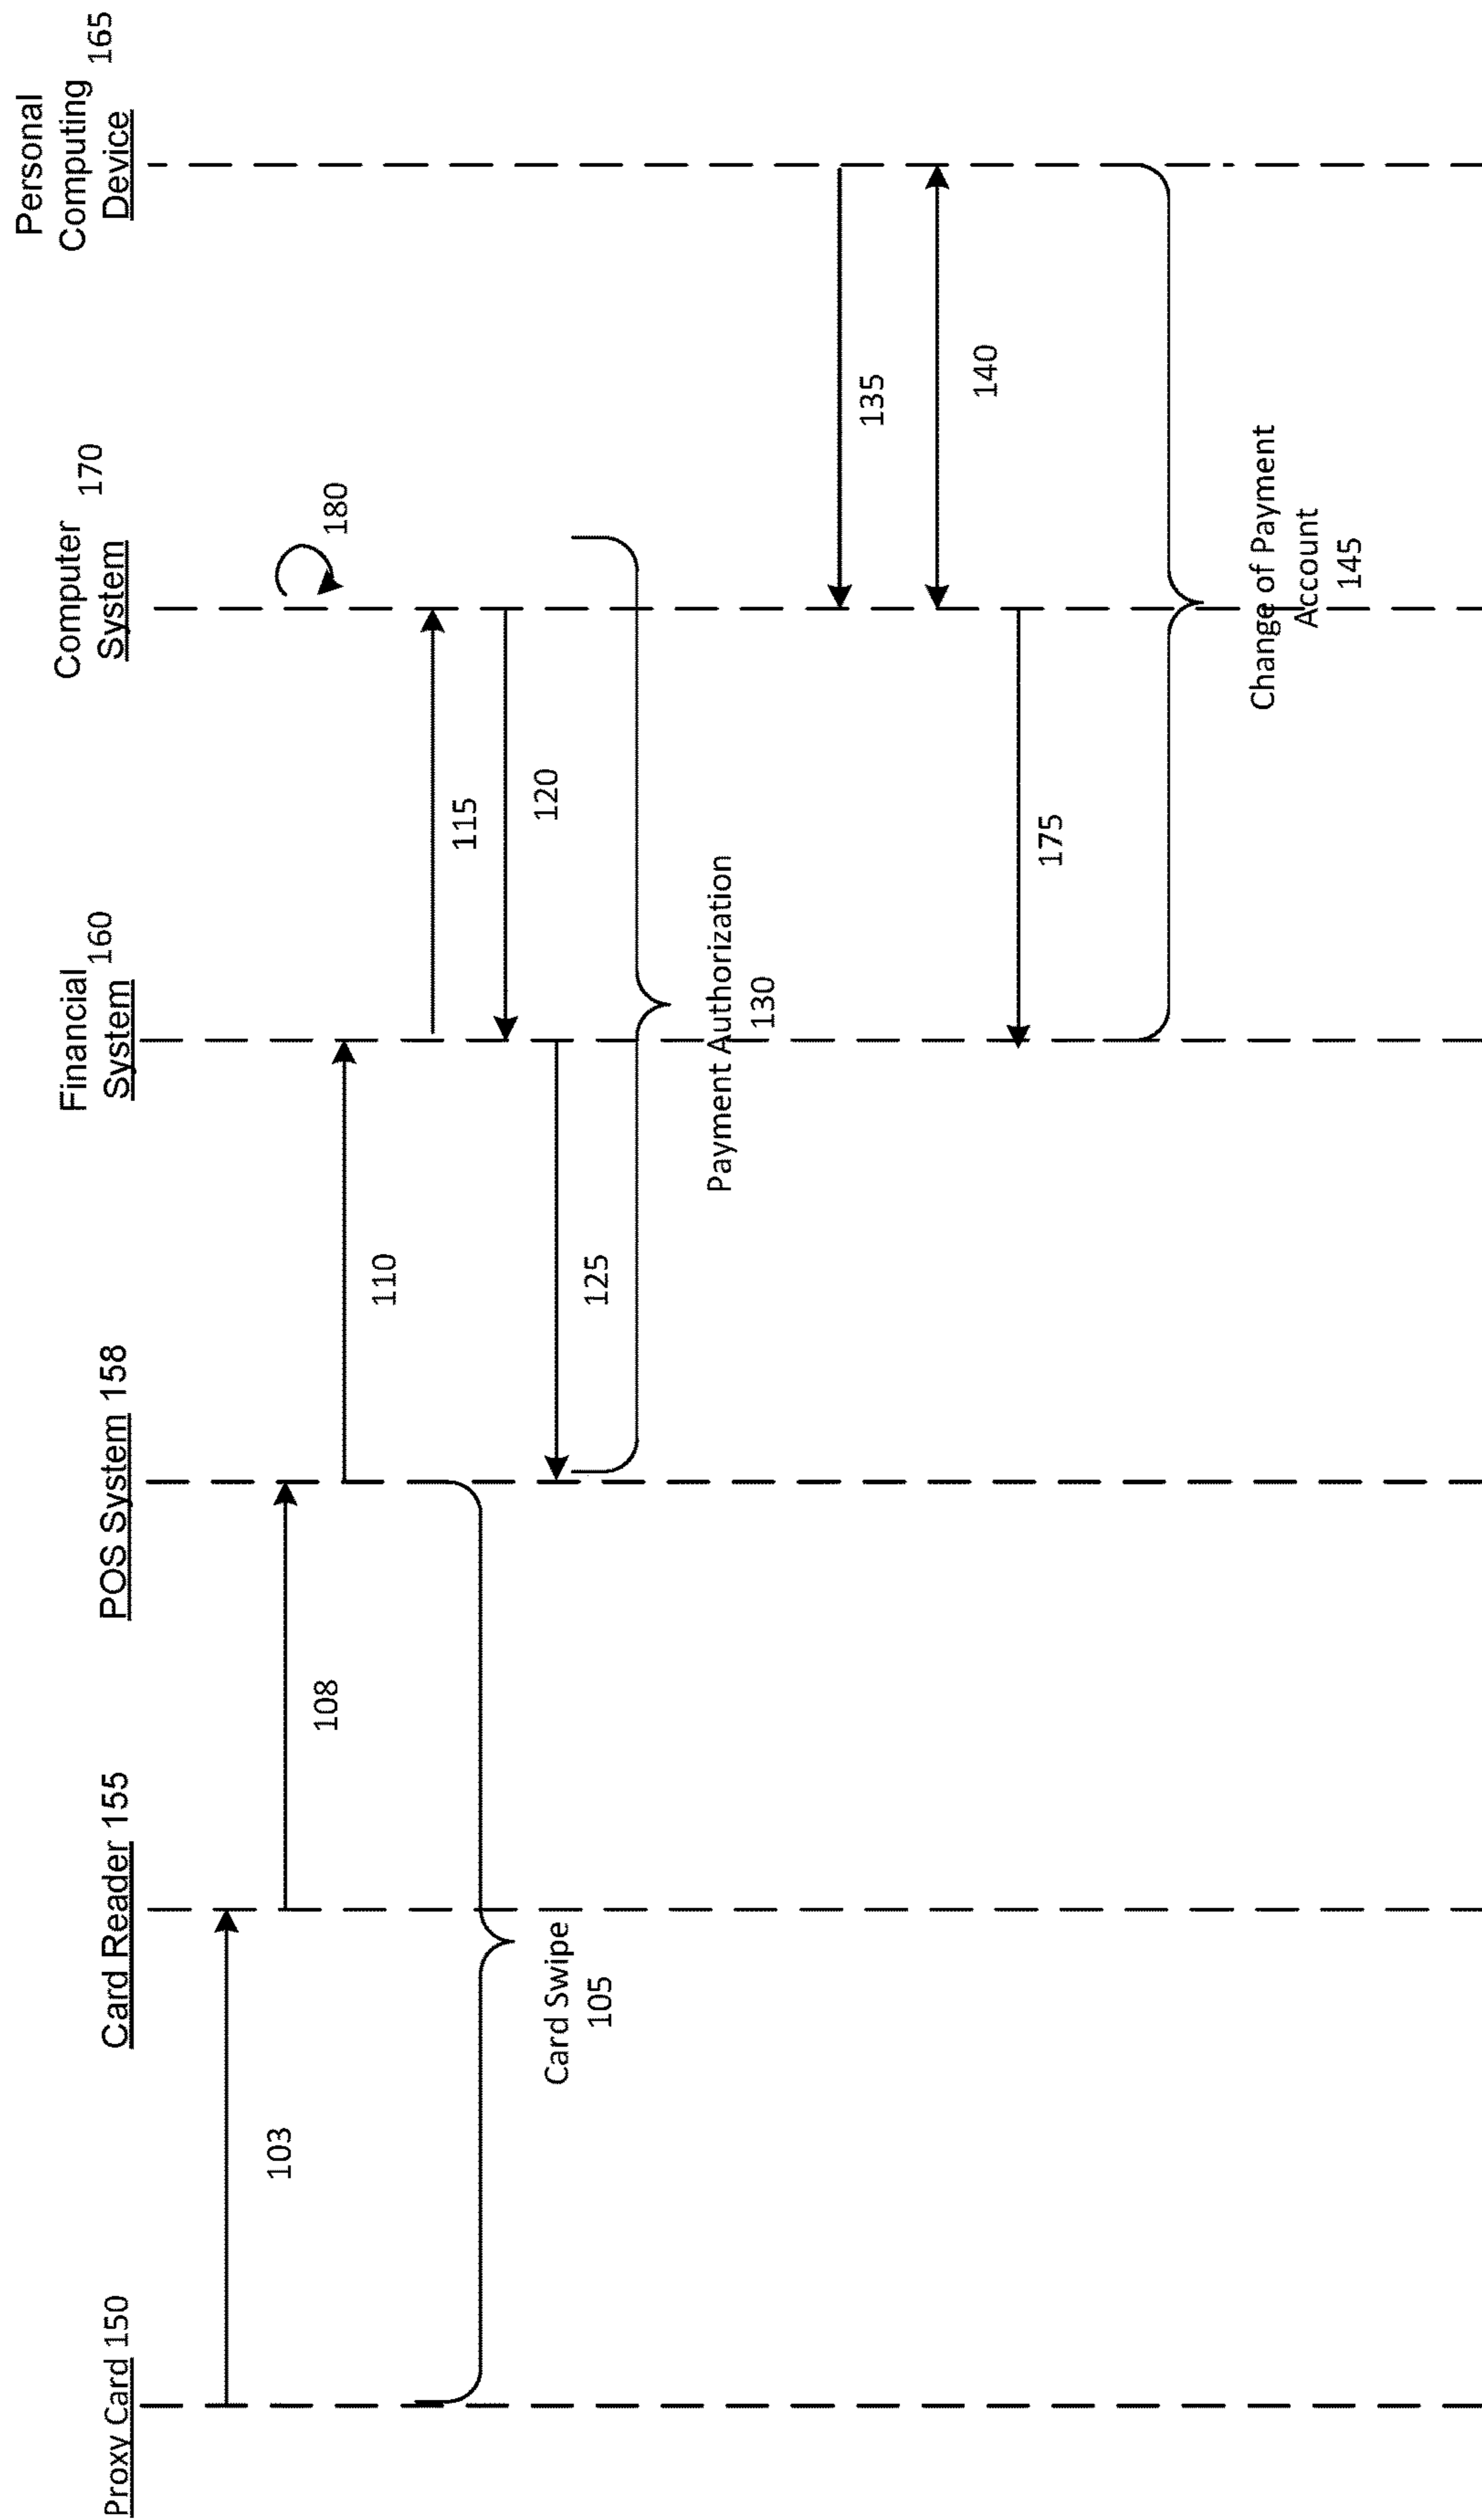 Proxy Card 150
Card Reader 155
POS System 158
Financial
System 160
Computer
System 170
Personal
Computing
Device 165
103
108
180
110
115
120
125
Card Swipe
105
Payment Authorization
130
135
140
175
Change of Payment
Account
145